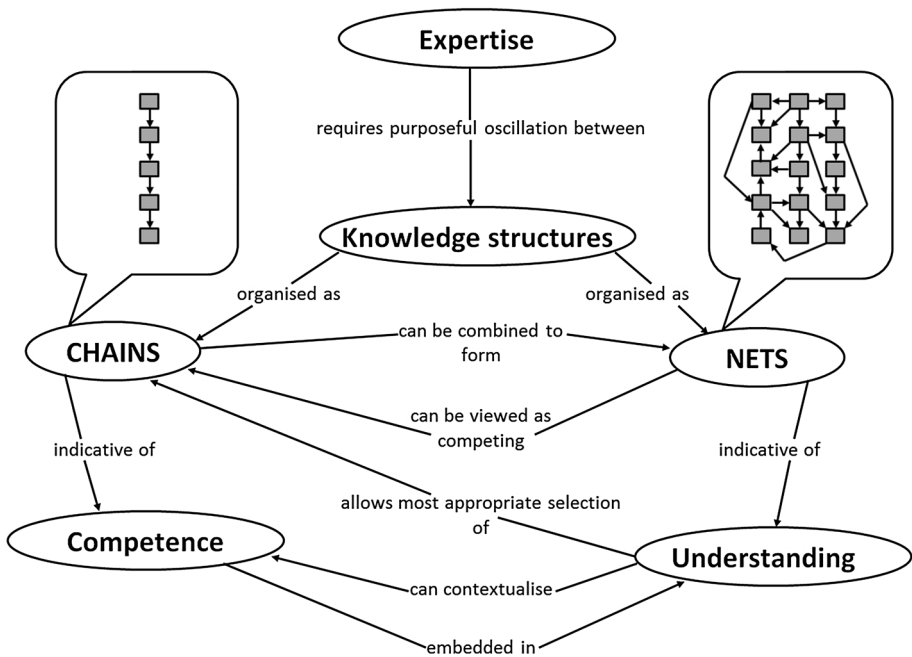 Expertise
requires purposeful oscillation between
Knowledge structures
organised as
organised as
CHAINS
can be combined to
form
NETS
can be viewed as
competing
indicative of
indicative of
allows most appropriate selection
of
Competence
Understanding
can contextualise
embedded in